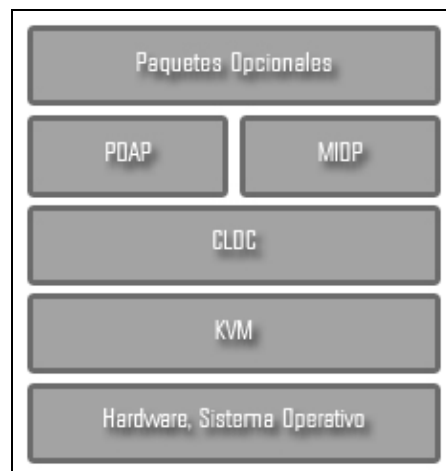 Paquetes Opcionales
PDAP MIDP
CLDC
KVM
Hardware, Sistema Operativo